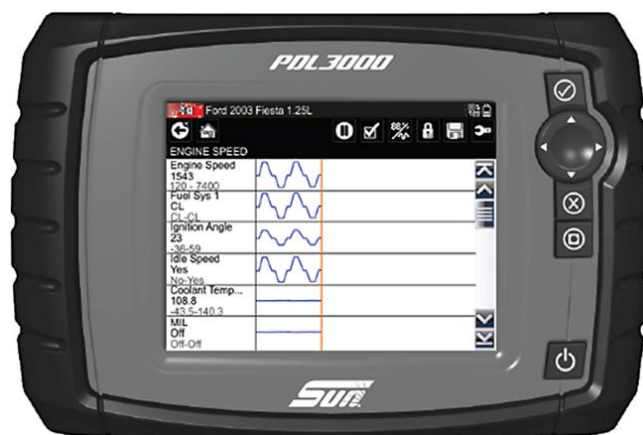 PDL3000
Ford 2003 Fiesta 1.25L
ENGINE SPEED
Engine Speed
1543
120 - 7400
Fuel Sys 1
CL
CL-CL
Ignition Angle
23
-36-59
Idle Speed
Yes
No-Yes
Coolant Temp...
108.8
-43.5-140.3
MIL
Off
Off-Off
Sun